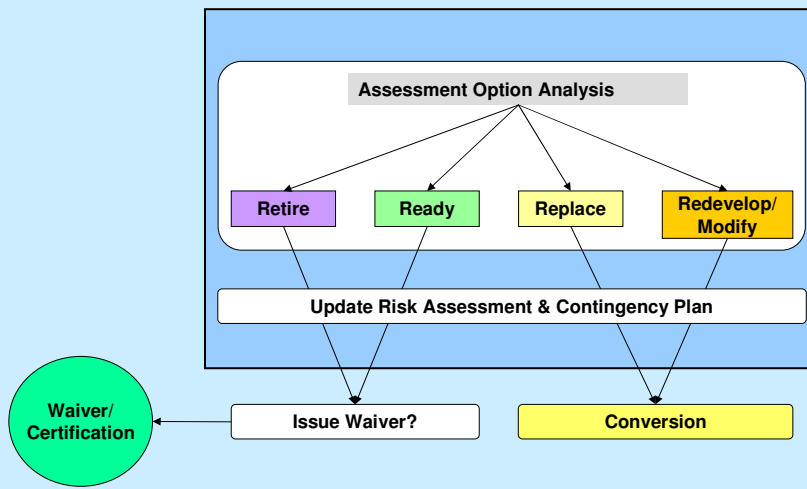 Assessment Option Analysis
Retire
Ready
Replace
Redevelop/
Modify
Update Risk Assessment & Contingency Plan
Waiver/
Certification
Issue Waiver?
Conversion